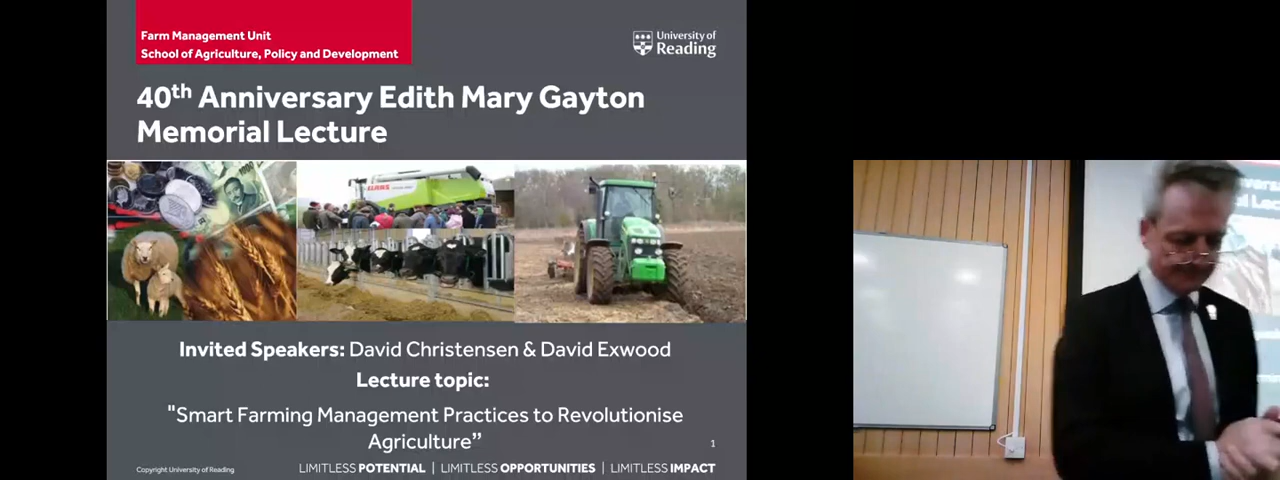 Farm Management Unit
School of Agriculture, Policy and Development
University of
Reading
40th Anniversary Edith Mary Gayton
Memorial Lecture
CLAAS
Invited Speakers: David Christensen & David Exwood
Lecture topic:
"Smart Farming Management Practices to Revolutionise
Agriculture”
1
Copyright University of Reading
LIMITLESS POTENTIAL | LIMITLESS OPPORTUNITIES | LIMITLESS IMPACT